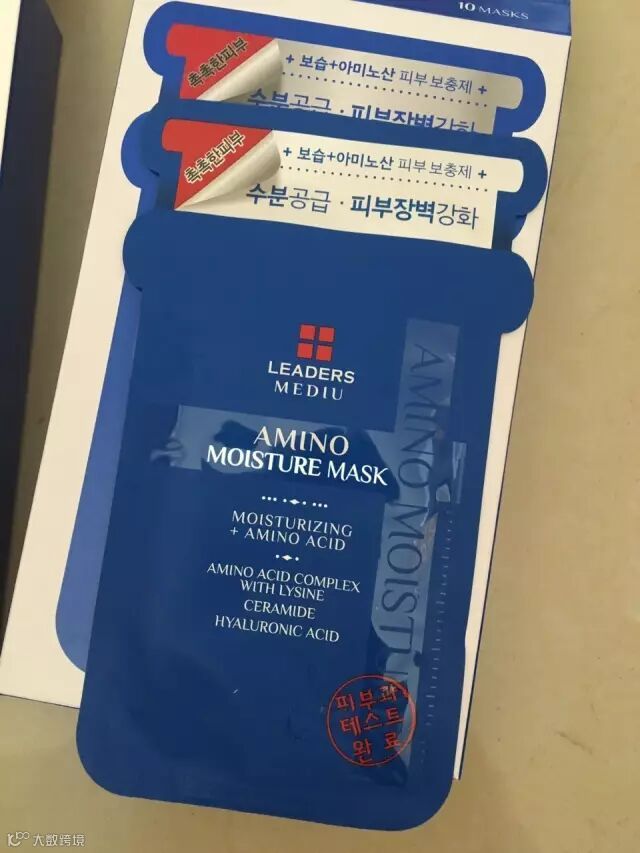 10 MASKS
촉촉한피부
+ 보습+아미노산 피부 보충제 +
수분공급 · 피부장벽강화
촉촉한피부
+ 보습+아미노산 피부 보충제 +
수분공급 · 피부장벽강화
LEADERS
MEDIU
AMINO
MOISTURE MASK
MOISTURIZING
+ AMINO ACID
AMINO ACID COMPLEX
WITH LYSINE
CERAMIDE
HYALURONIC ACID
AMINO MOISTU
피부과
테스트
완료
大数跨境